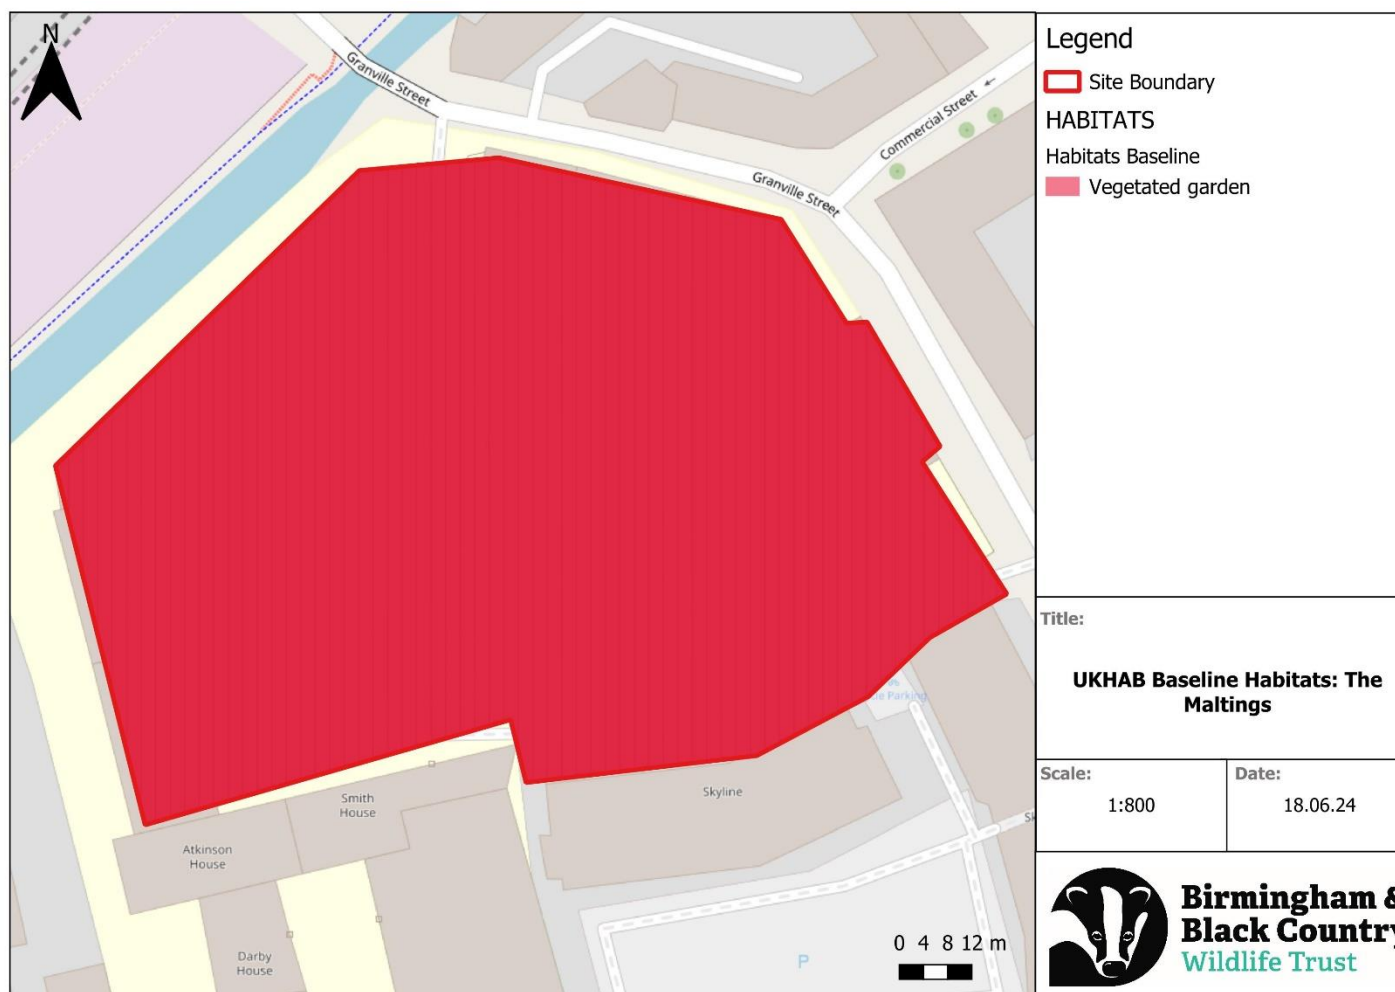 N
Granville Street
Commercial Street ←
Granville Street
Parking
Smith
House
Skyline
Atkinson
House
Darby
House
P
0 4 8 12 m
Legend
Site Boundary
HABITATS
Habitats Baseline
Vegetated garden
Title:
UKHAB Baseline Habitats: The
Maltings
Scale:
1:800
Date:
18.06.24
Birmingham &
Black Country
Wildlife Trust